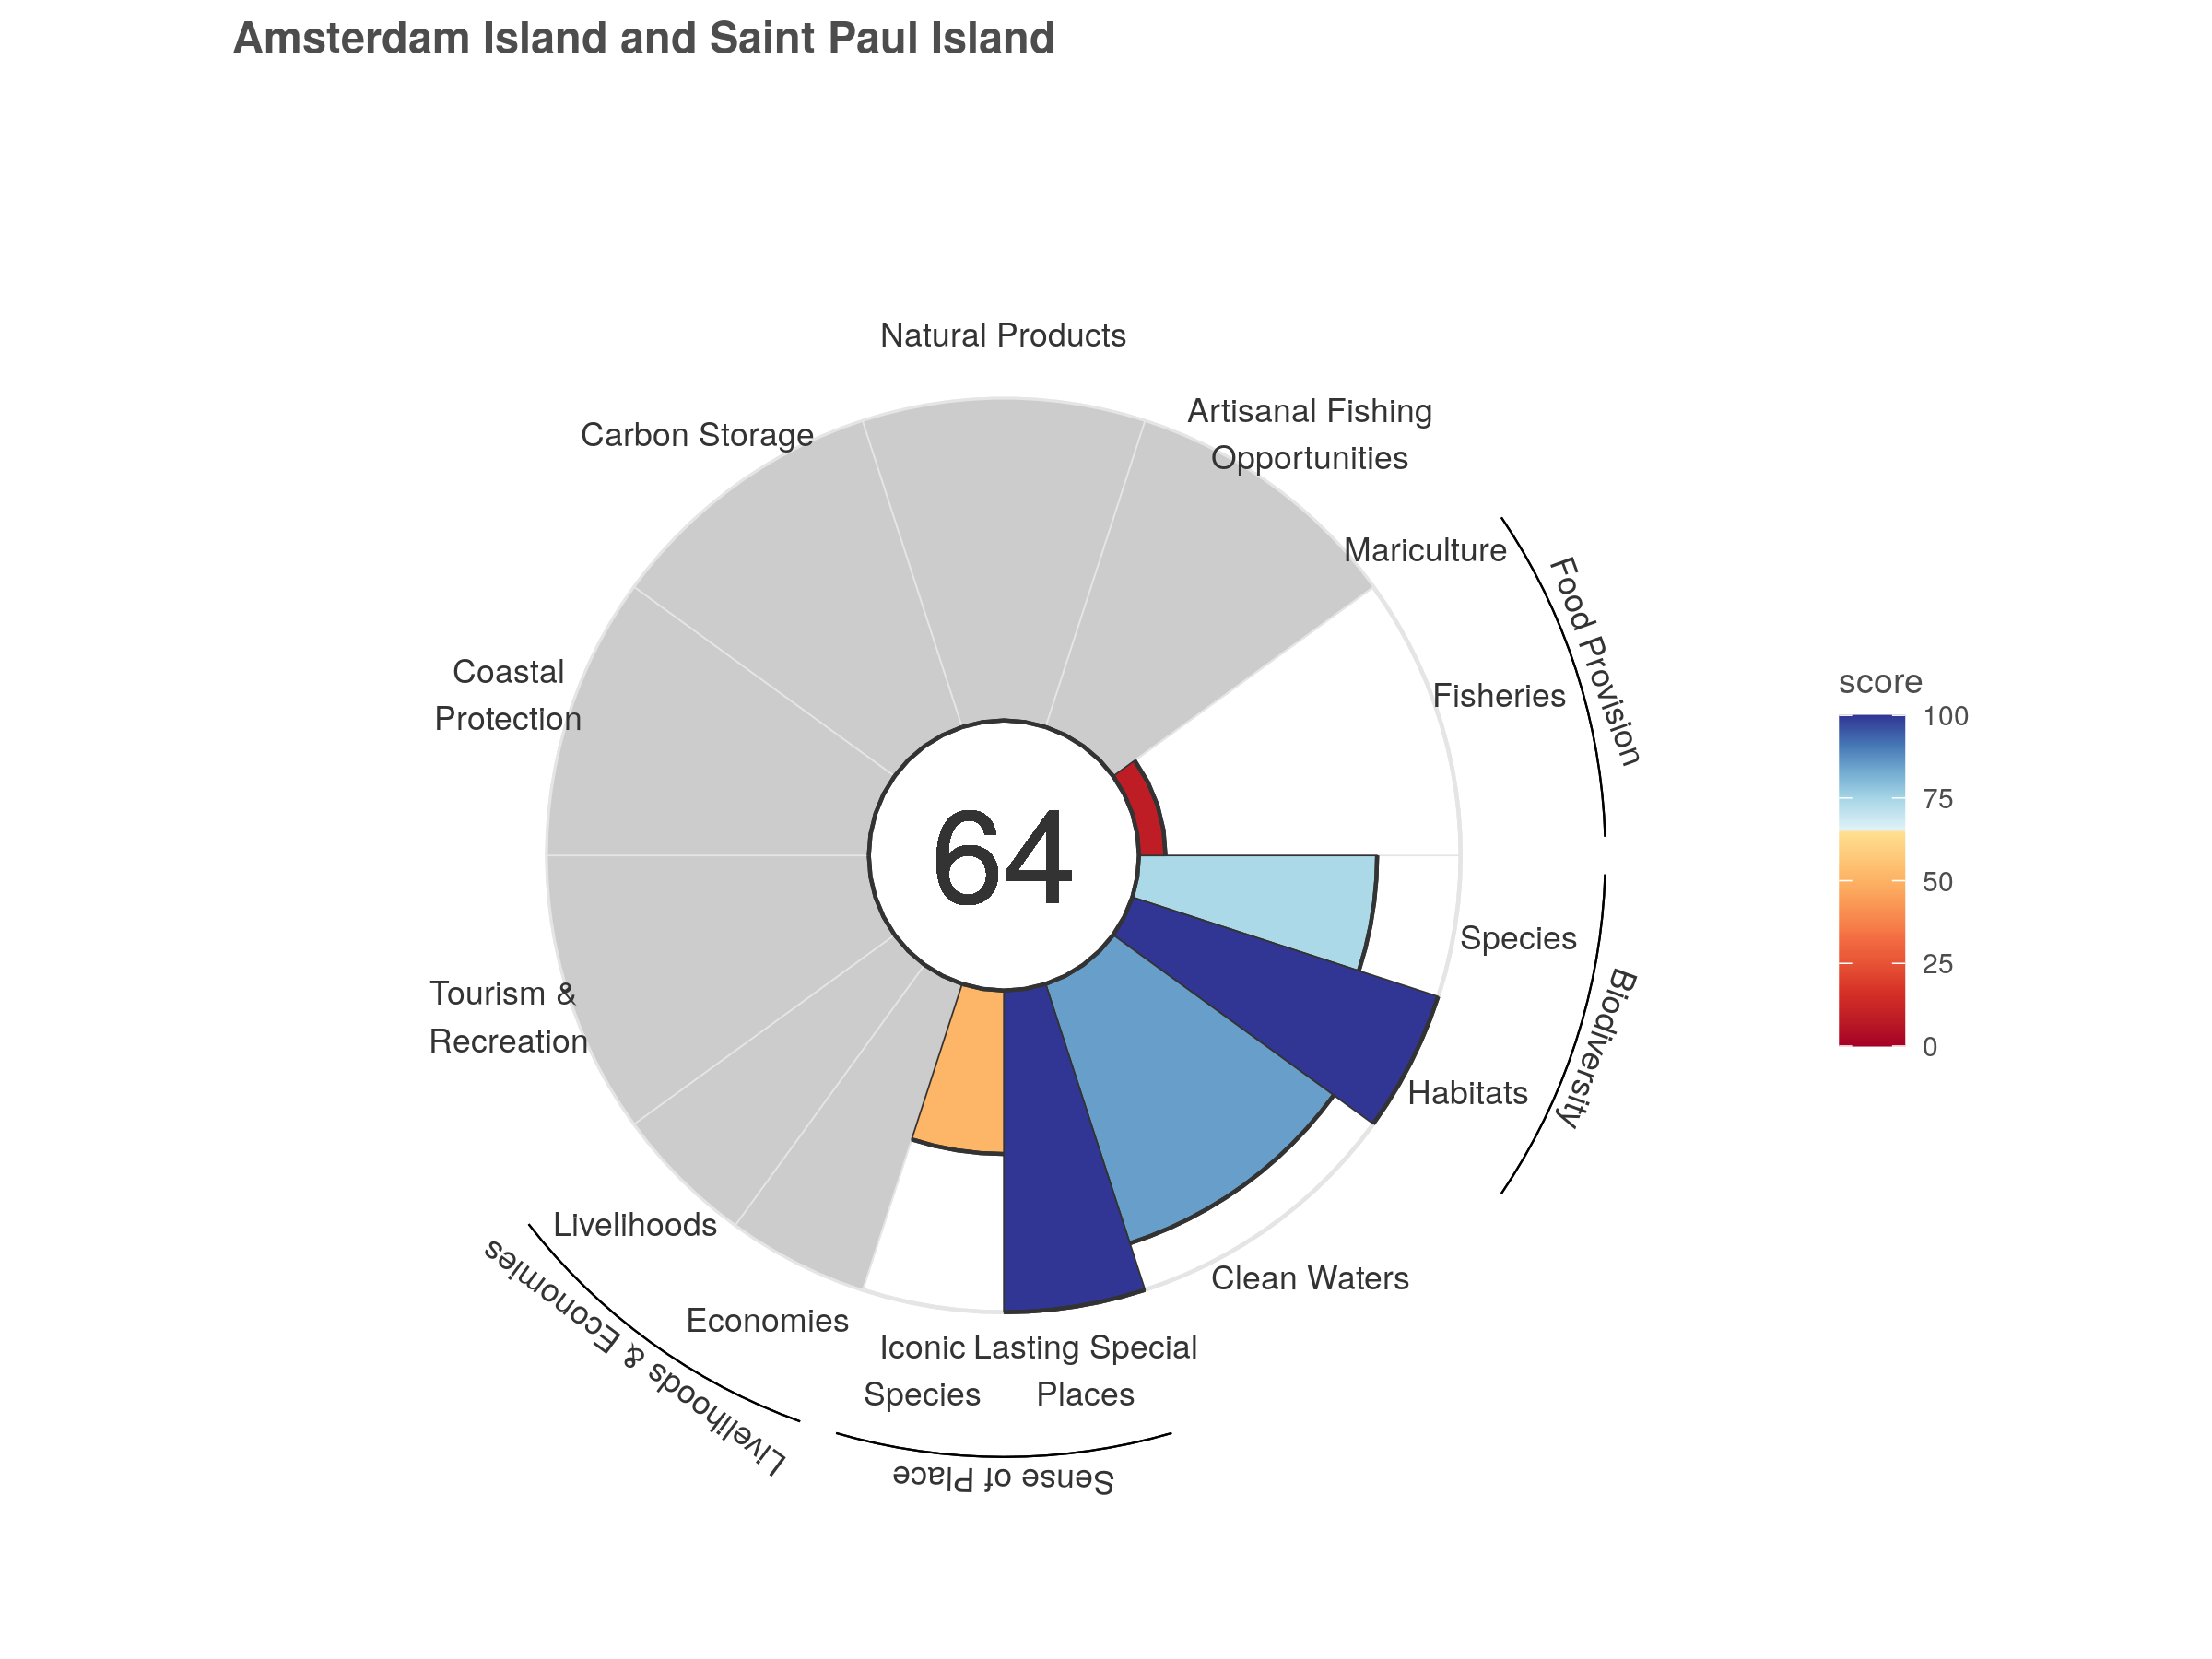 Amsterdam Island and Saint Paul Island
Natural Products
Artisanal Fishing
Opportunities
Carbon Storage
Mariculture
Food Provision
Fisheries
Coastal
Protection
score
100
75
50
25
0
64
Species
Biodiversity
Habitats
Tourism &
Recreation
Livelihoods
Livelihoods & Economies
Economies
Clean Waters
Iconic
Species
Lasting Special
Places
Sense of Place